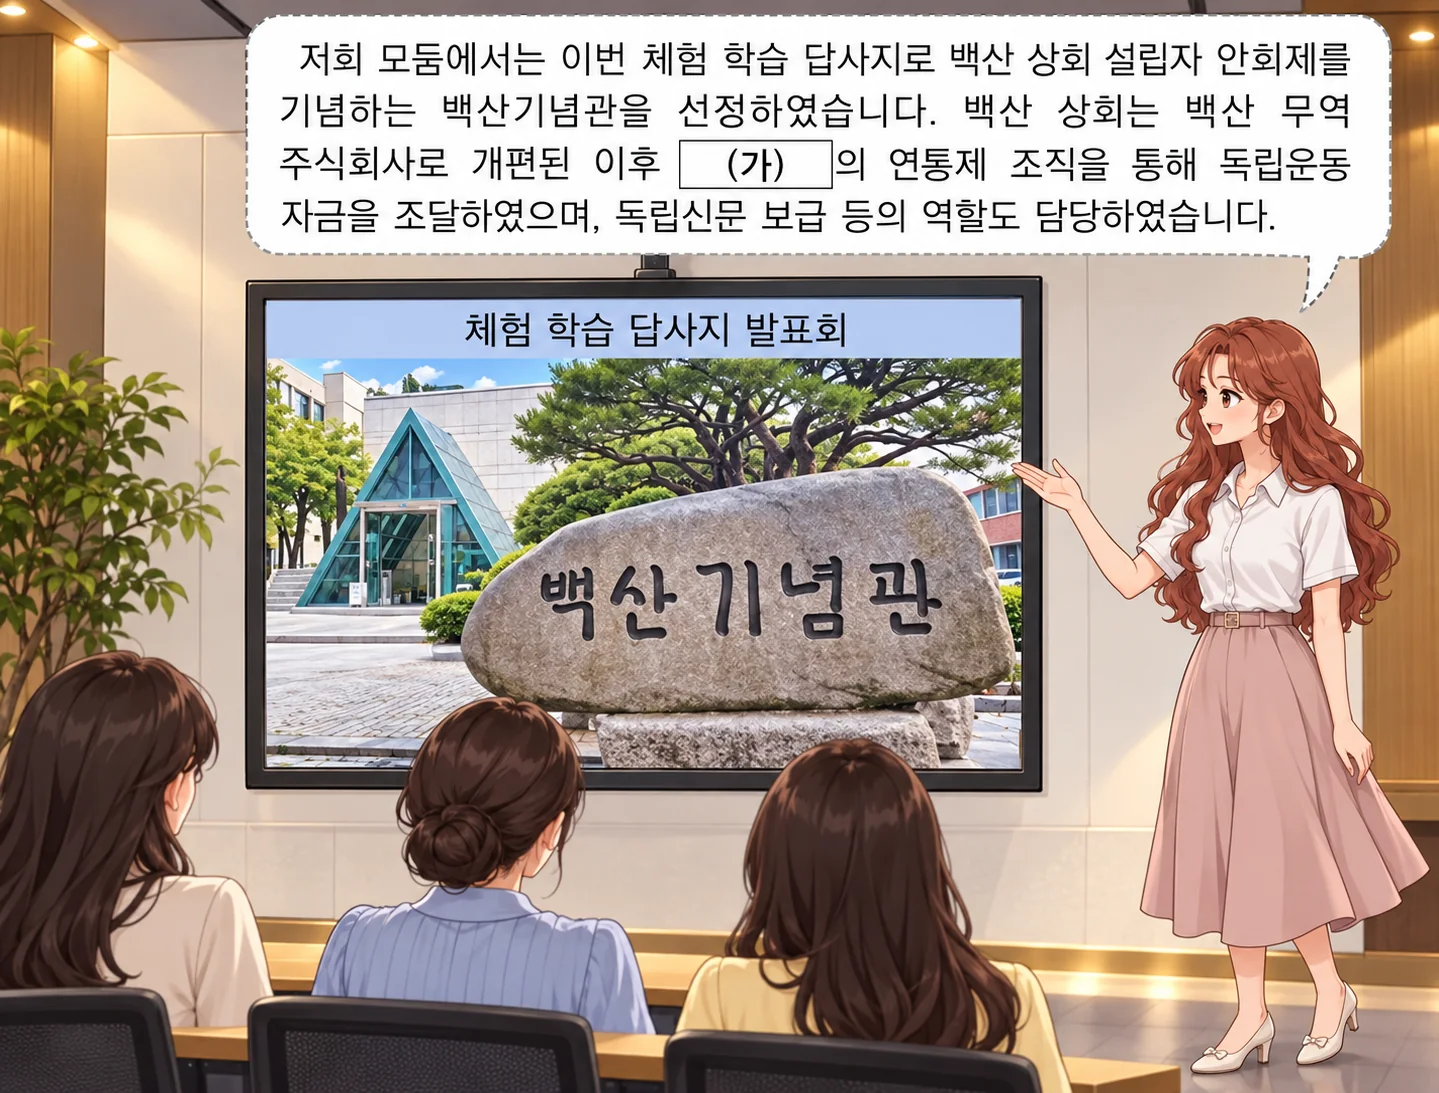 저희 모둠에서는 이번 체험 학습 답사지로 백산 상회 설립자 안희제를
기념하는 백산기념관을 선정하였습니다. 백산 상회는 백산 무역
주식회사로 개편된 이후 (가) 의 연통제 조직을 통해 독립운동
자금을 조달하였으며, 독립신문 보급 등의 역할도 담당하였습니다.
체험 학습 답사지 발표회
백산기념관